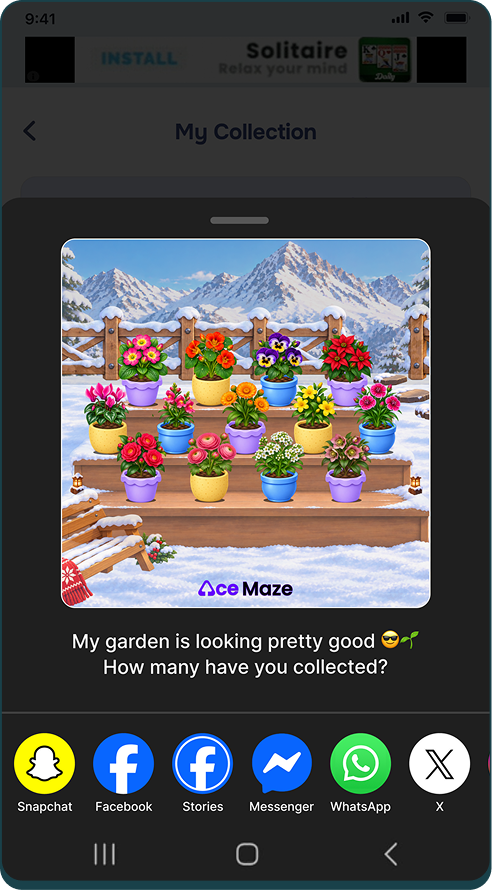 9:41
INSTALL
Solitaire
Relax your mind
Daily
My Collection
Ace Maze
My garden is looking pretty good 😎🌱
How many have you collected?
Snapchat
Facebook
Stories
Messenger
WhatsApp
X